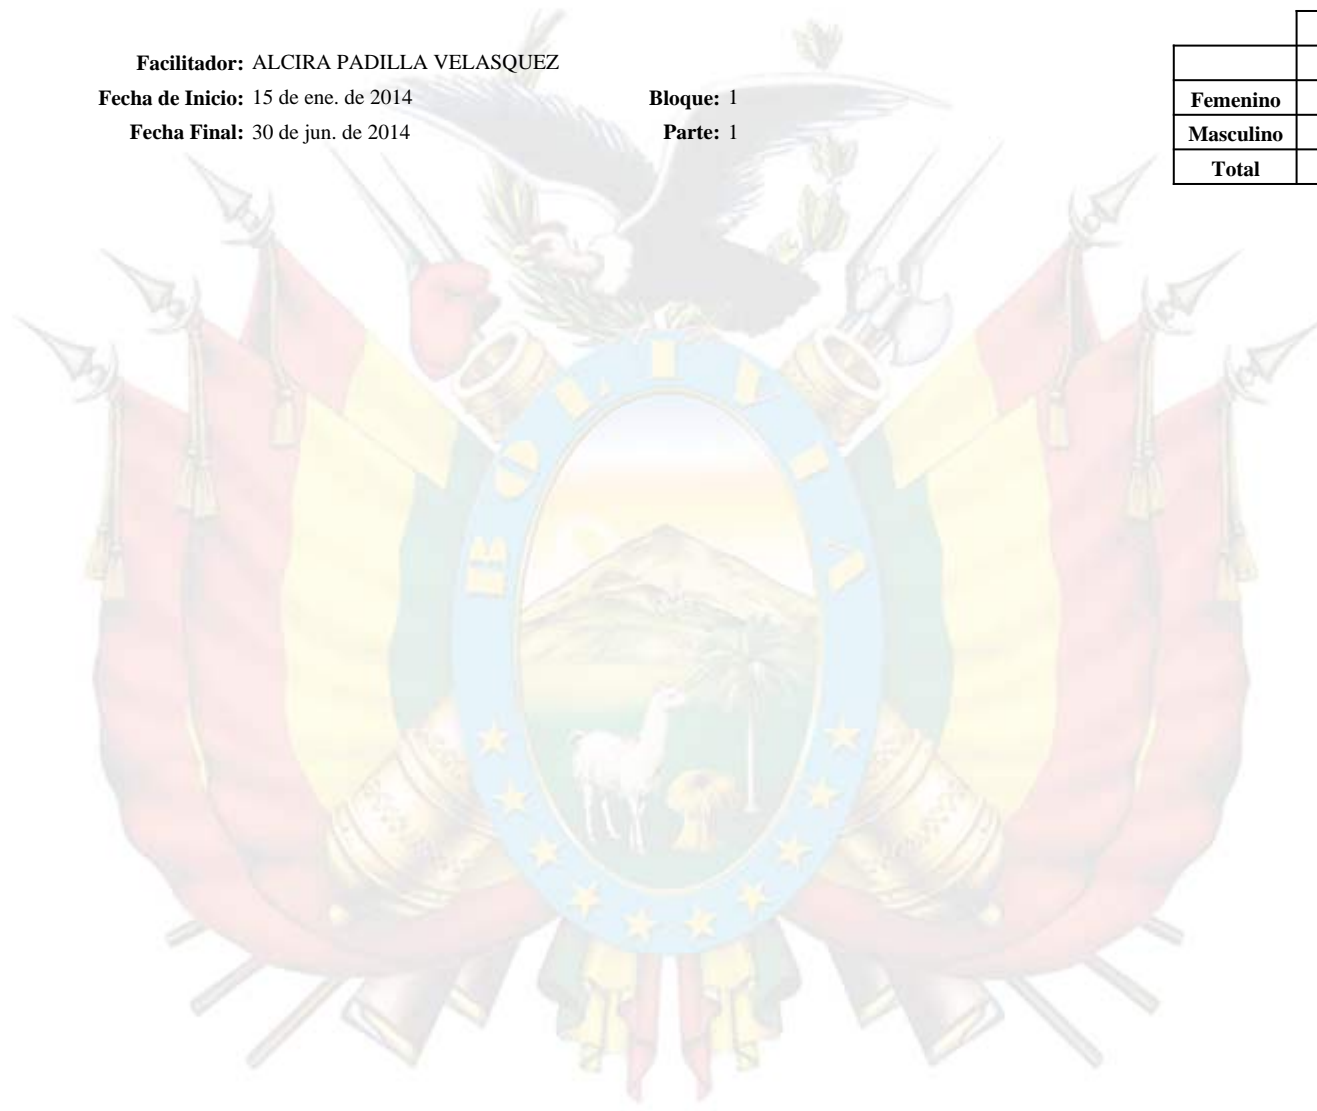 Facilitador: ALCIRA PADILLA VELASQUEZ
Fecha de Inicio: 15 de ene. de 2014 Bloque: 1
Fecha Final: 30 de jun. de 2014 Parte: 1
Femenino
Masculino
Total
BOLIVIA